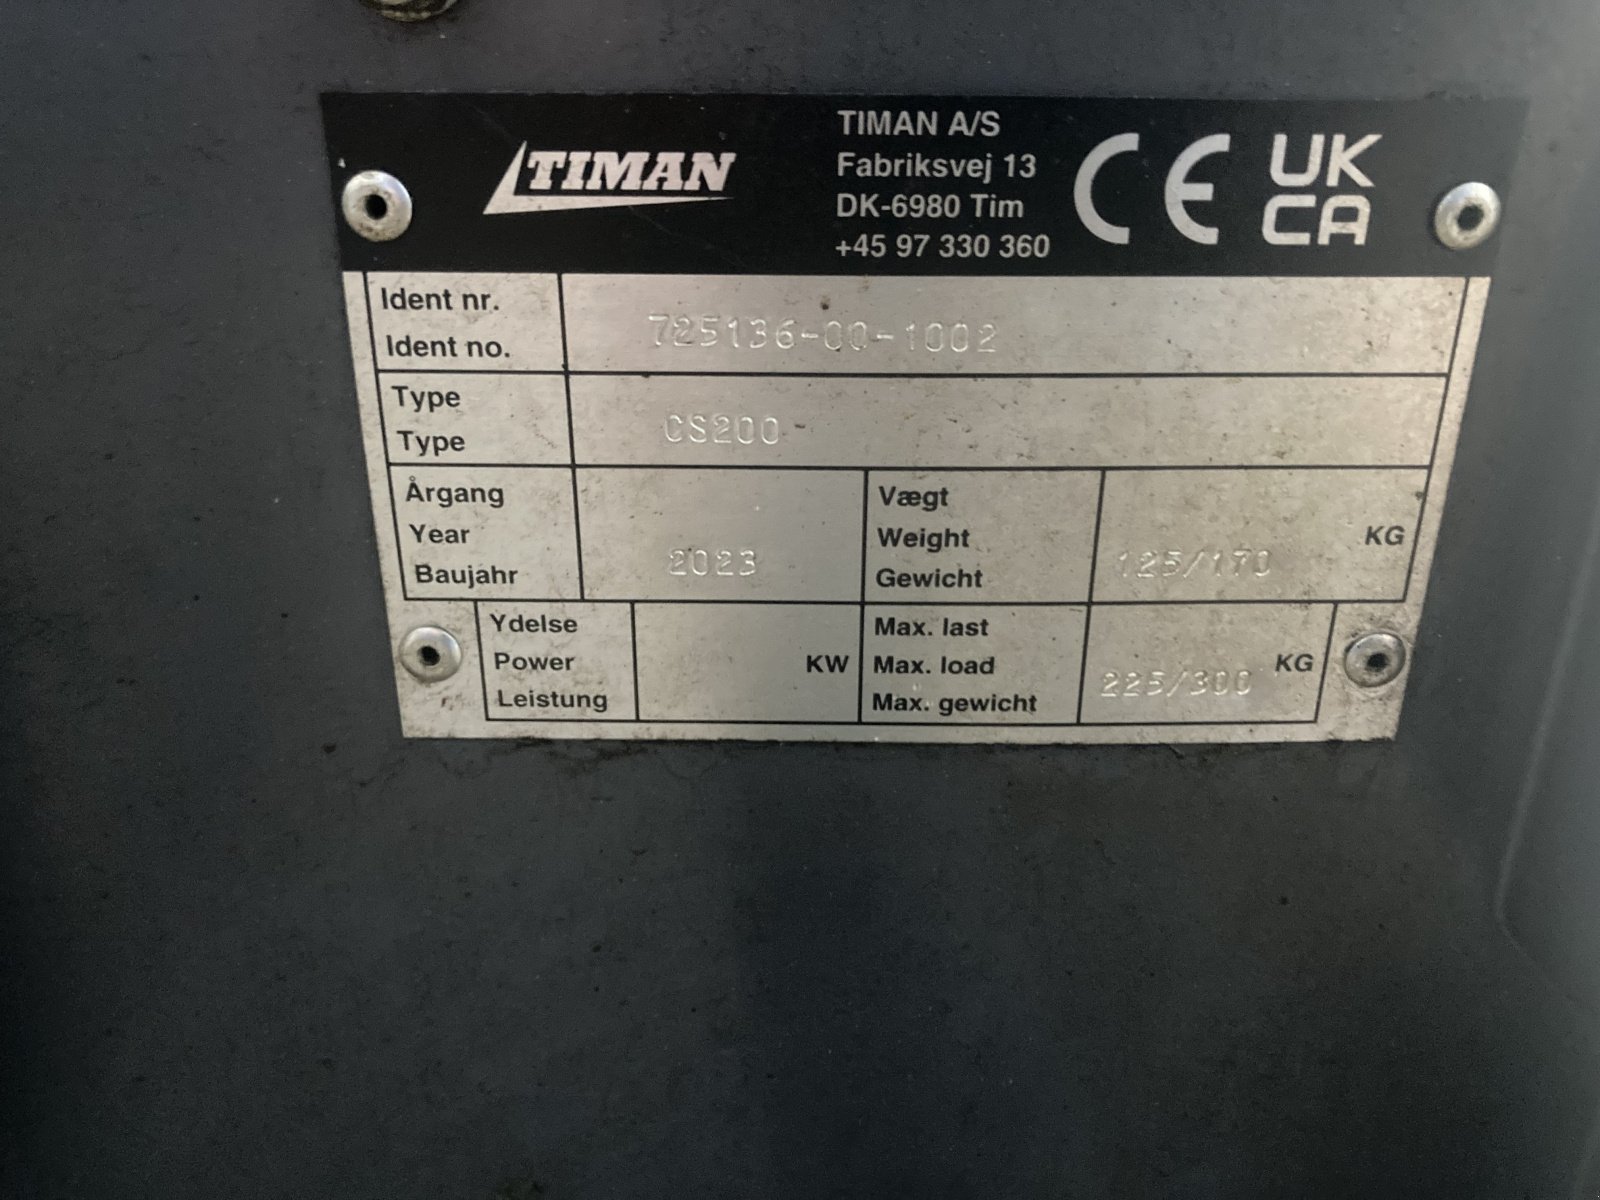 TIMAN
TIMAN A/S
Fabriksvej 13
DK-6980 Tim
+45 97 330 360
CE
UK
CA
Ident nr.
Ident no.
725136-00-1002
Type
Type
CS200
Årgang
Year
Baujahr
2023
Vægt
Weight
Gewicht
125/170
KG
Ydelse
Power
Leistung
KW
Max. last
Max. load
Max. gewicht
225/300
KG